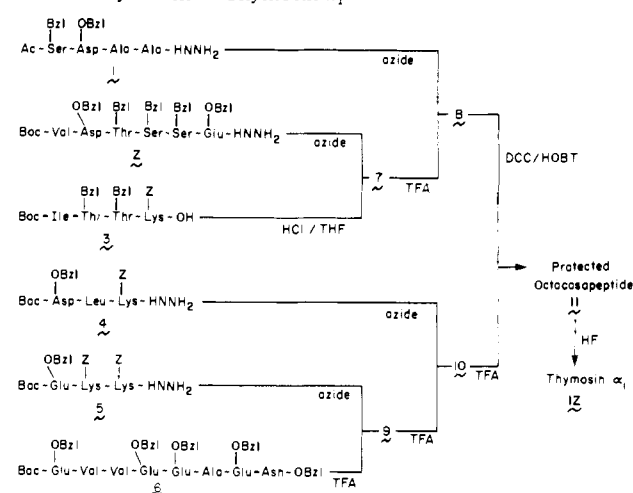 Bzl OBzl
Ac-Ser-Asp-Ala-Ala-HNNH2
1
azide
8
OBzl Bzl Bzl Bzl OBzl
Boc-Val-Asp-Thr-Ser-Ser-Glu-HNNH2
2
azide
DCC/HOBT
7
TFA
Bzl Bzl Z
Boc-Ile-Thr-Thr-Lys-OH
3
HCl/THF
Protected
Octocosapeptide
11
HF
Thymosin α1
12
OBzl Z
Boc-Asp-Leu-Lys-HNNH2
4
azide
10
TFA
OBzl Z Z
Boc-Glu-Lys-Lys-HNNH2
5
azide
9
TFA
OBzl OBzl OBzl OBzl
Boc-Glu-Val-Val-Glu-Glu-Ala-Glu-Asn-OBzl
6
TFA